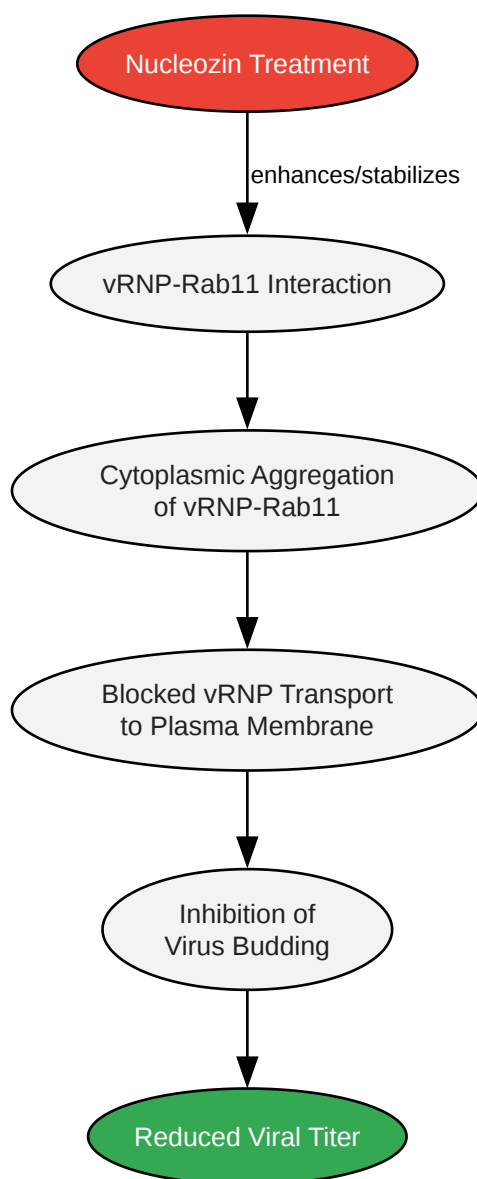 Nucleozin Treatment
enhances/stabilizes
vRNP-Rab11 Interaction
Cytoplasmic Aggregation
of vRNP-Rab11
Blocked vRNP Transport
to Plasma Membrane
Inhibition of
Virus Budding
Reduced Viral Titer